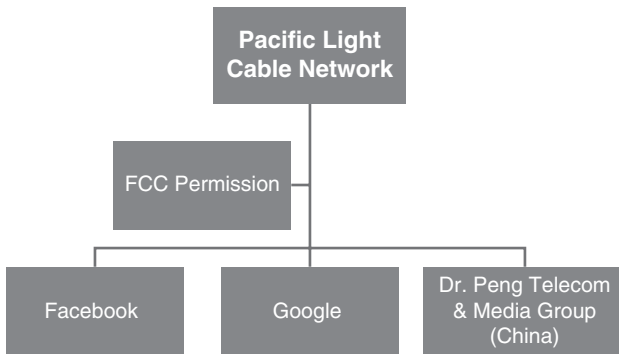 Pacific Light
Cable Network
FCC Permission
Facebook
Google
Dr. Peng Telecom
& Media Group
(China)